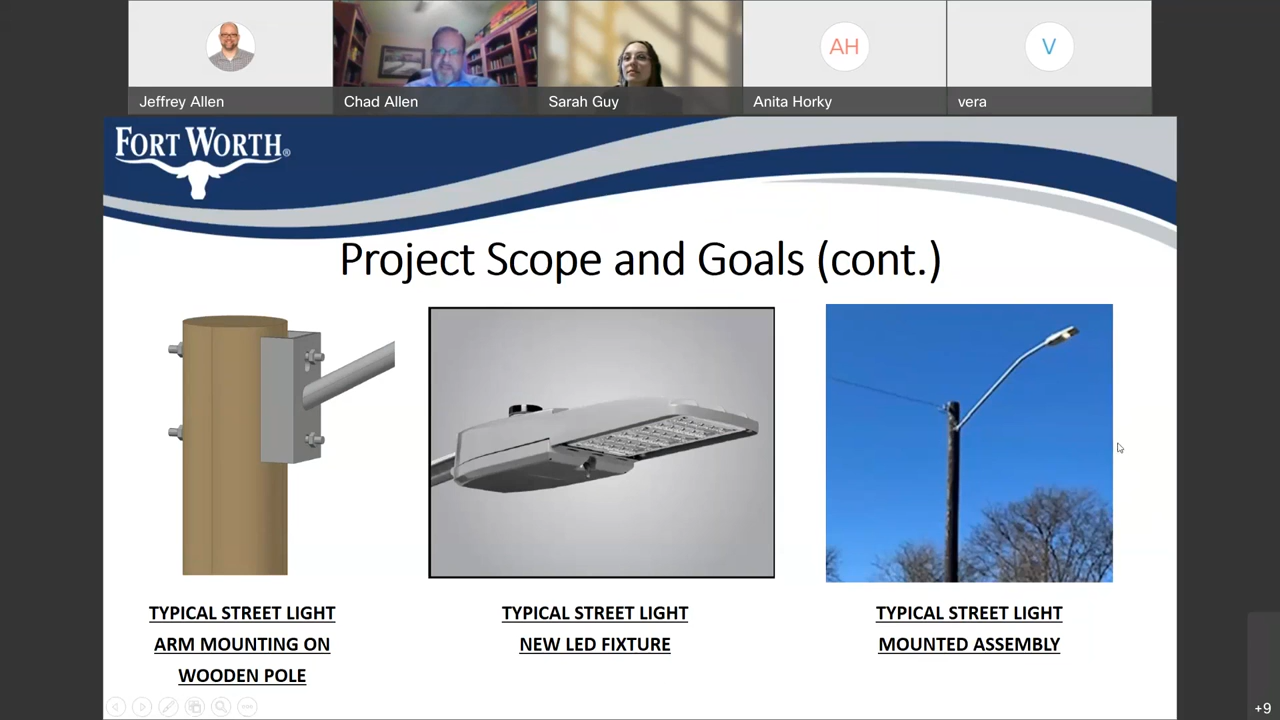 AH
V
Jeffrey Allen
Chad Allen
Sarah Guy
Anita Horky
vera
FORT WORTH®
Project Scope and Goals (cont.)
TYPICAL STREET LIGHT
ARM MOUNTING ON
WOODEN POLE
TYPICAL STREET LIGHT
NEW LED FIXTURE
TYPICAL STREET LIGHT
MOUNTED ASSEMBLY
+9